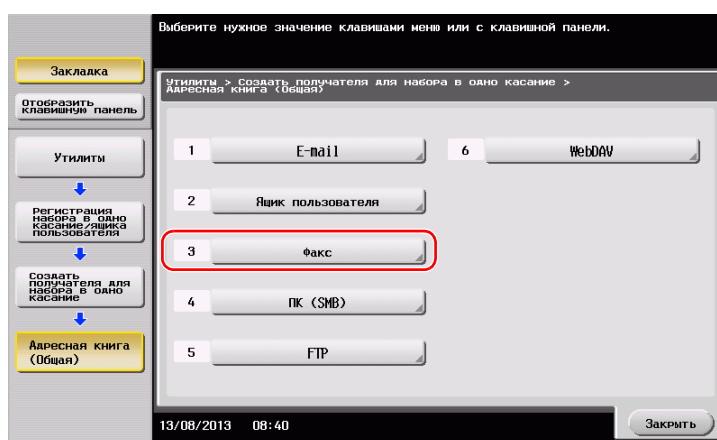 Выберите нужное значение клавишами меню или с клавишной панели.
Закладка
Отобразить
клавишную панель
Утилиты > Создать получателя для набора в одно касание >
Адресная книга (Общая)
Утилиты
Регистрация
набора в одно
касание/ящика
пользователя
Создать
получателя для
набора в одно
касание
Адресная книга
(Общая)
1 E-mail
2 Ящик пользователя
3 Факс
4 ПК (SMB)
5 FTP
6 WebDAV
13/08/2013 08:40
Закрыть